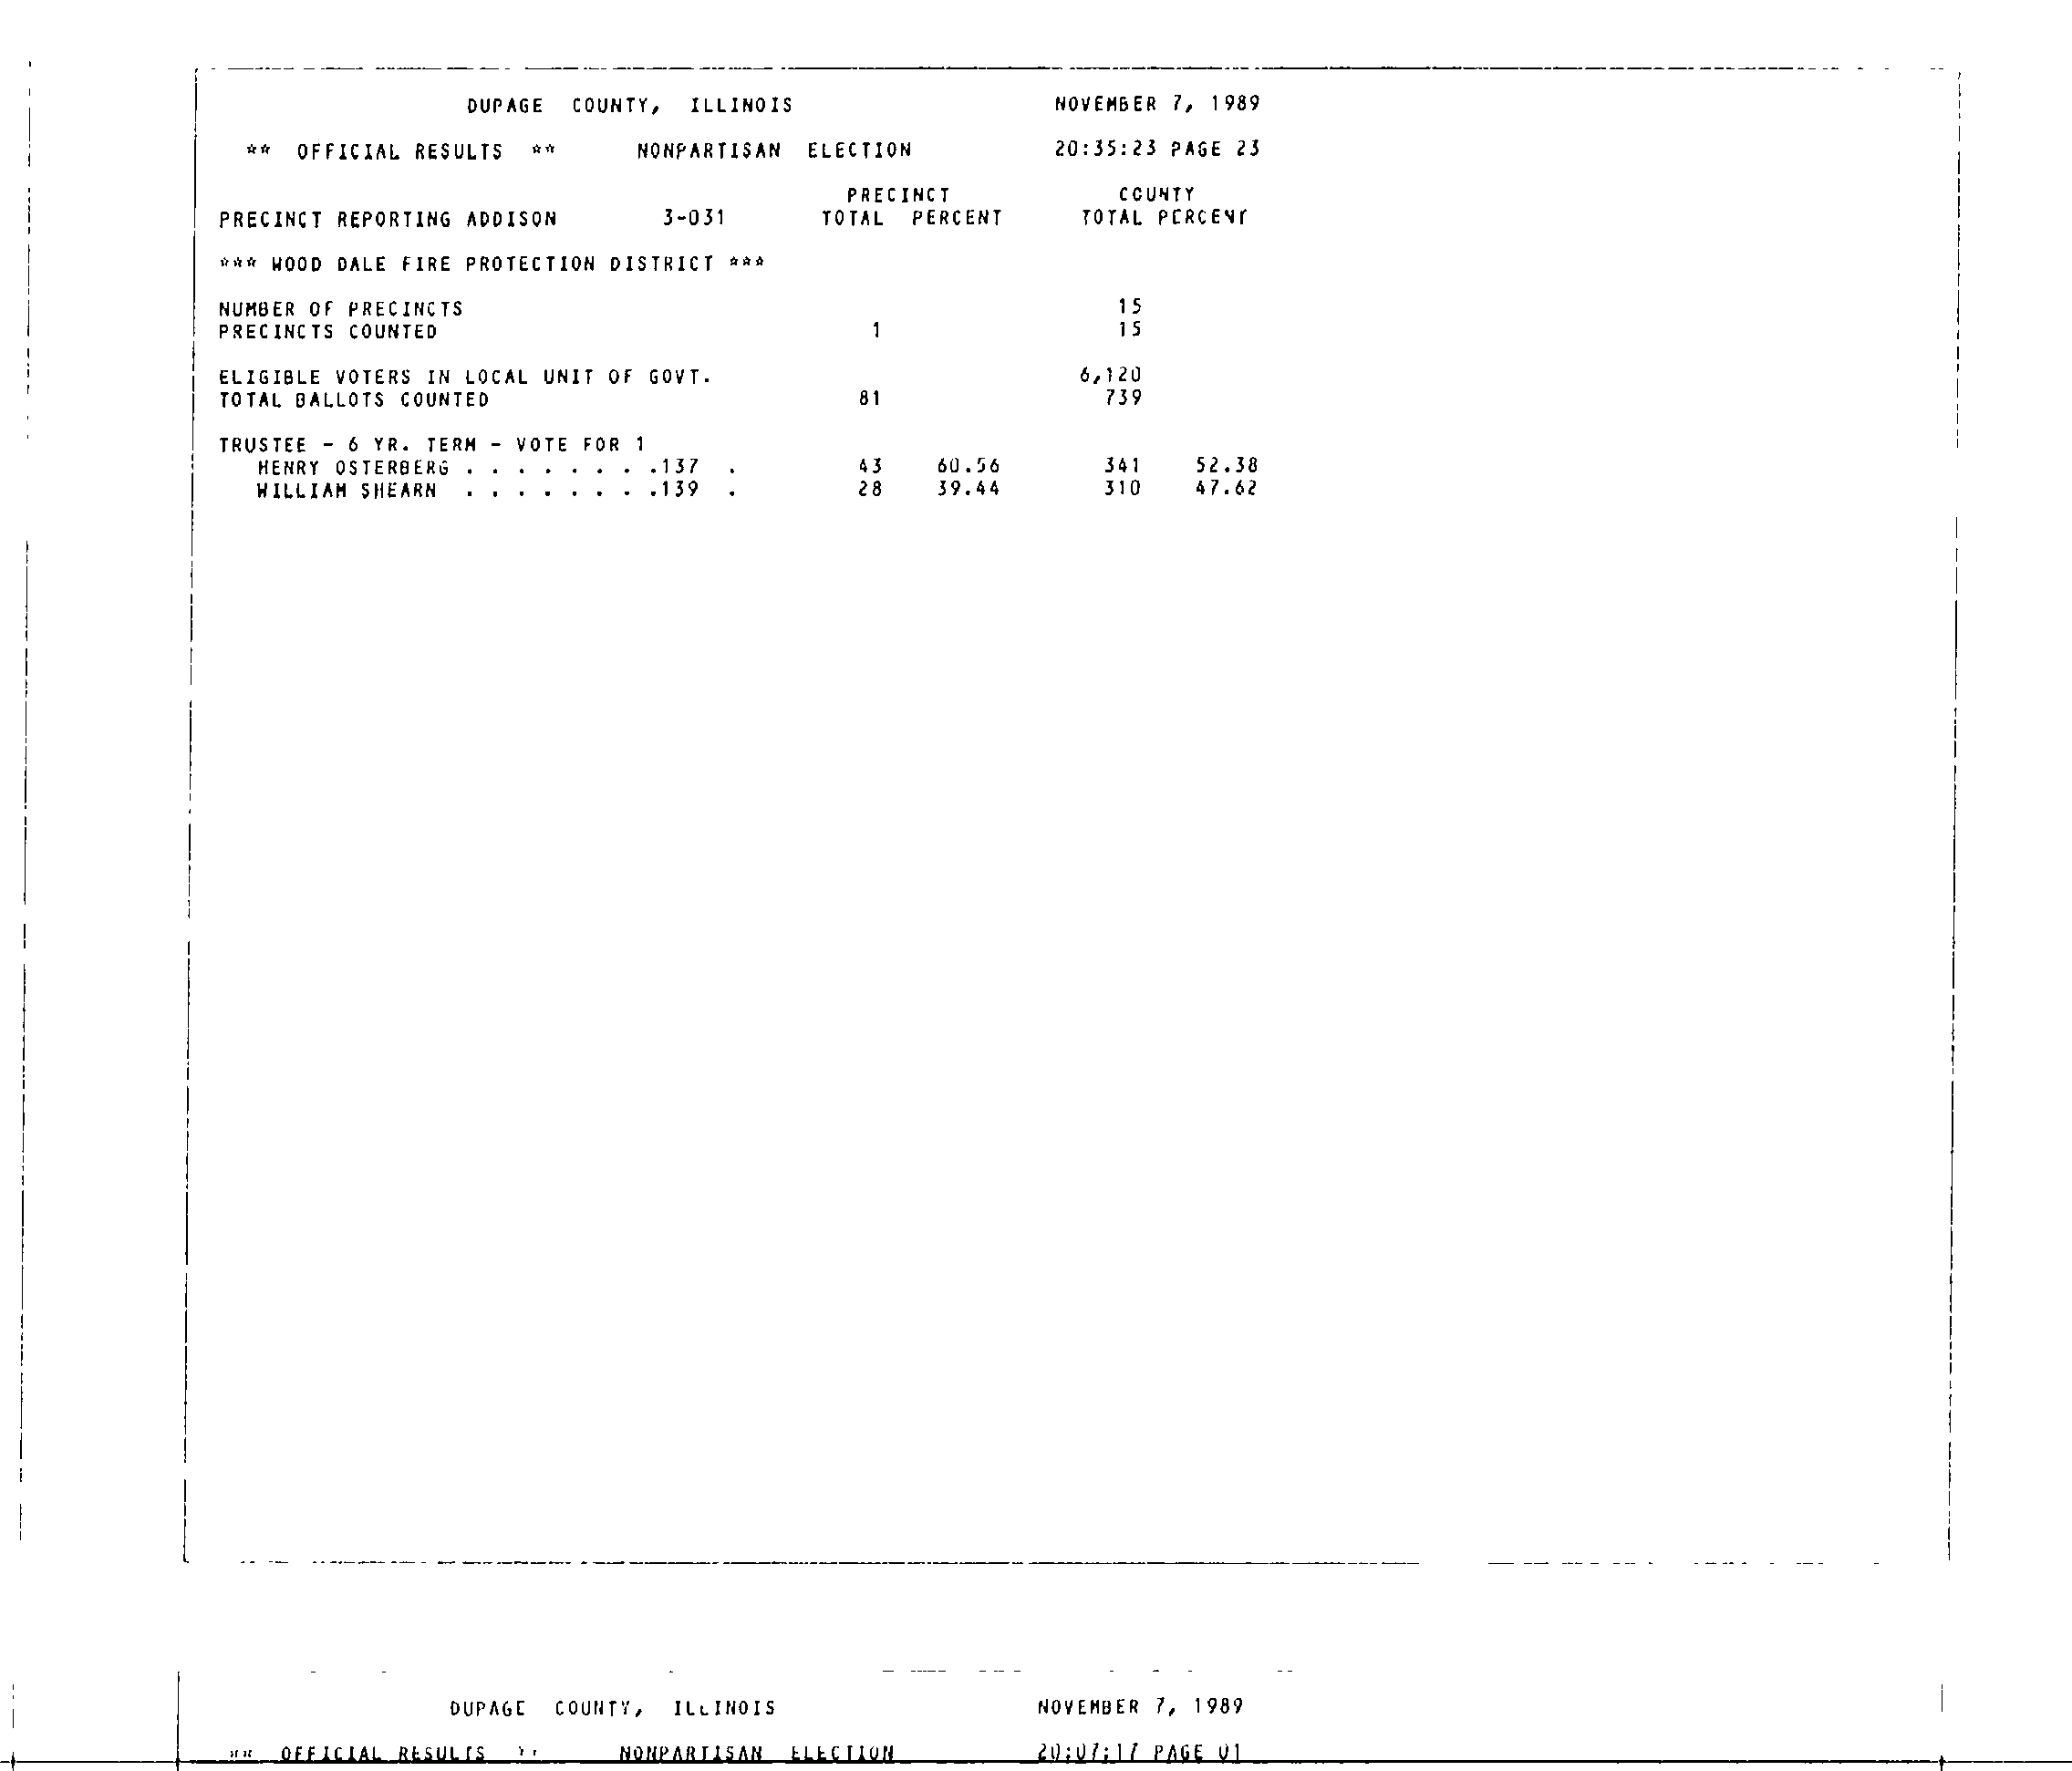 DUPAGE COUNTY, ILLINOIS NOVEMBER 7, 1989
** OFFICIAL RESULTS ** NONPARTISAN ELECTION 20:35:23 PAGE 23
PRECINCT COUNTY
PRECINCT REPORTING ADDISON 3-031 TOTAL PERCENT TOTAL PERCENT
*** WOOD DALE FIRE PROTECTION DISTRICT ***
NUMBER OF PRECINCTS 15
PRECINCTS COUNTED 1 15
ELIGIBLE VOTERS IN LOCAL UNIT OF GOVT. 6,120
TOTAL BALLOTS COUNTED 81 739
TRUSTEE - 6 YR. TERM - VOTE FOR 1
HENRY OSTERBERG . . . . . . . .137 . 43 60.56 341 52.38
WILLIAM SHEARN . . . . . . . .139 . 28 39.44 310 47.62
DUPAGE COUNTY, ILLINOIS NOVEMBER 7, 1989
** OFFICIAL RESULTS ** NONPARTISAN ELECTION 20:07:17 PAGE 01